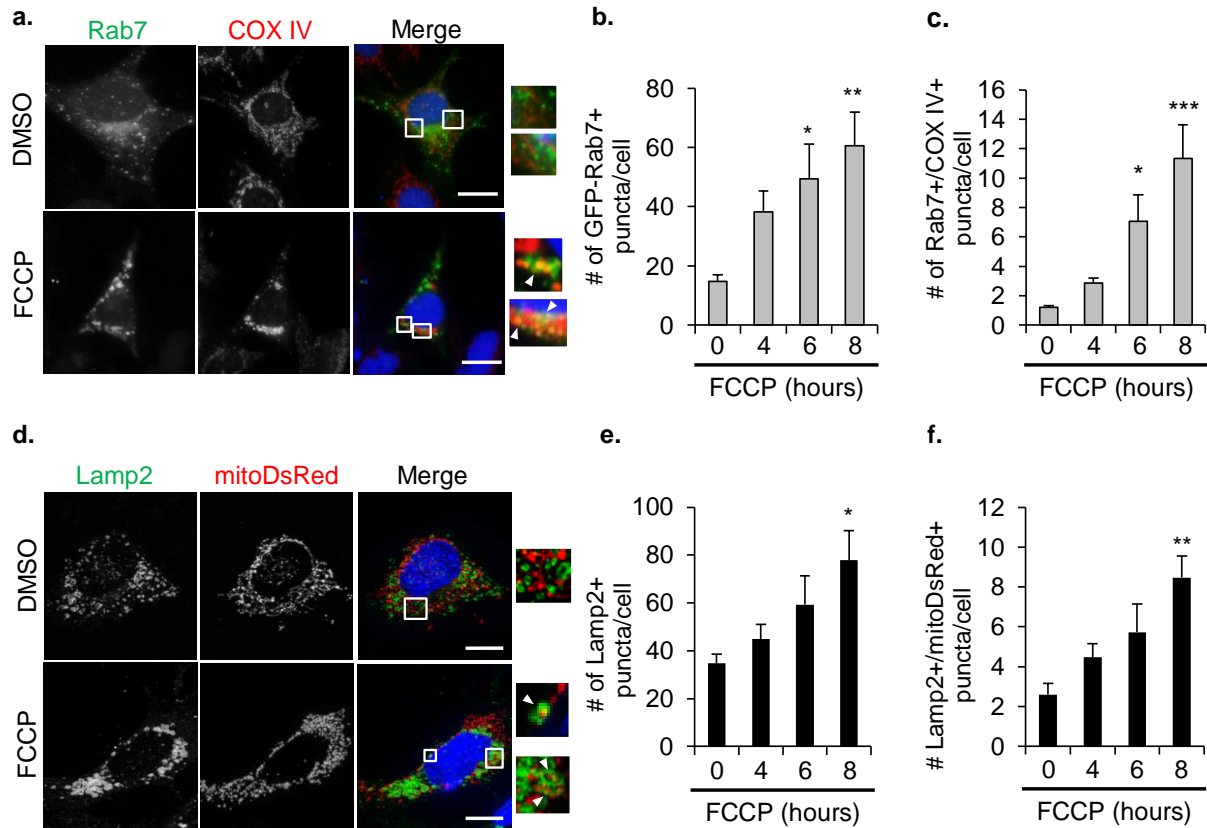 a.
Rab7 COX IV Merge
DMSO
FCCP
b.
# of GFP-Rab7+
puncta/cell
80
60
40
20
0
* **
0 4 6 8
FCCP (hours)
c.
# of Rab7+/COX IV+
puncta/cell
16
14
12
10
8
6
4
2
0
* ***
0 4 6 8
FCCP (hours)
d.
Lamp2 mitoDsRed Merge
DMSO
FCCP
e.
# of Lamp2+
puncta/cell
100
80
60
40
20
0
*
0 4 6 8
FCCP (hours)
f.
# Lamp2+/mitoDsRed+
puncta/cell
12
10
8
6
4
2
0
**
0 4 6 8
FCCP (hours)